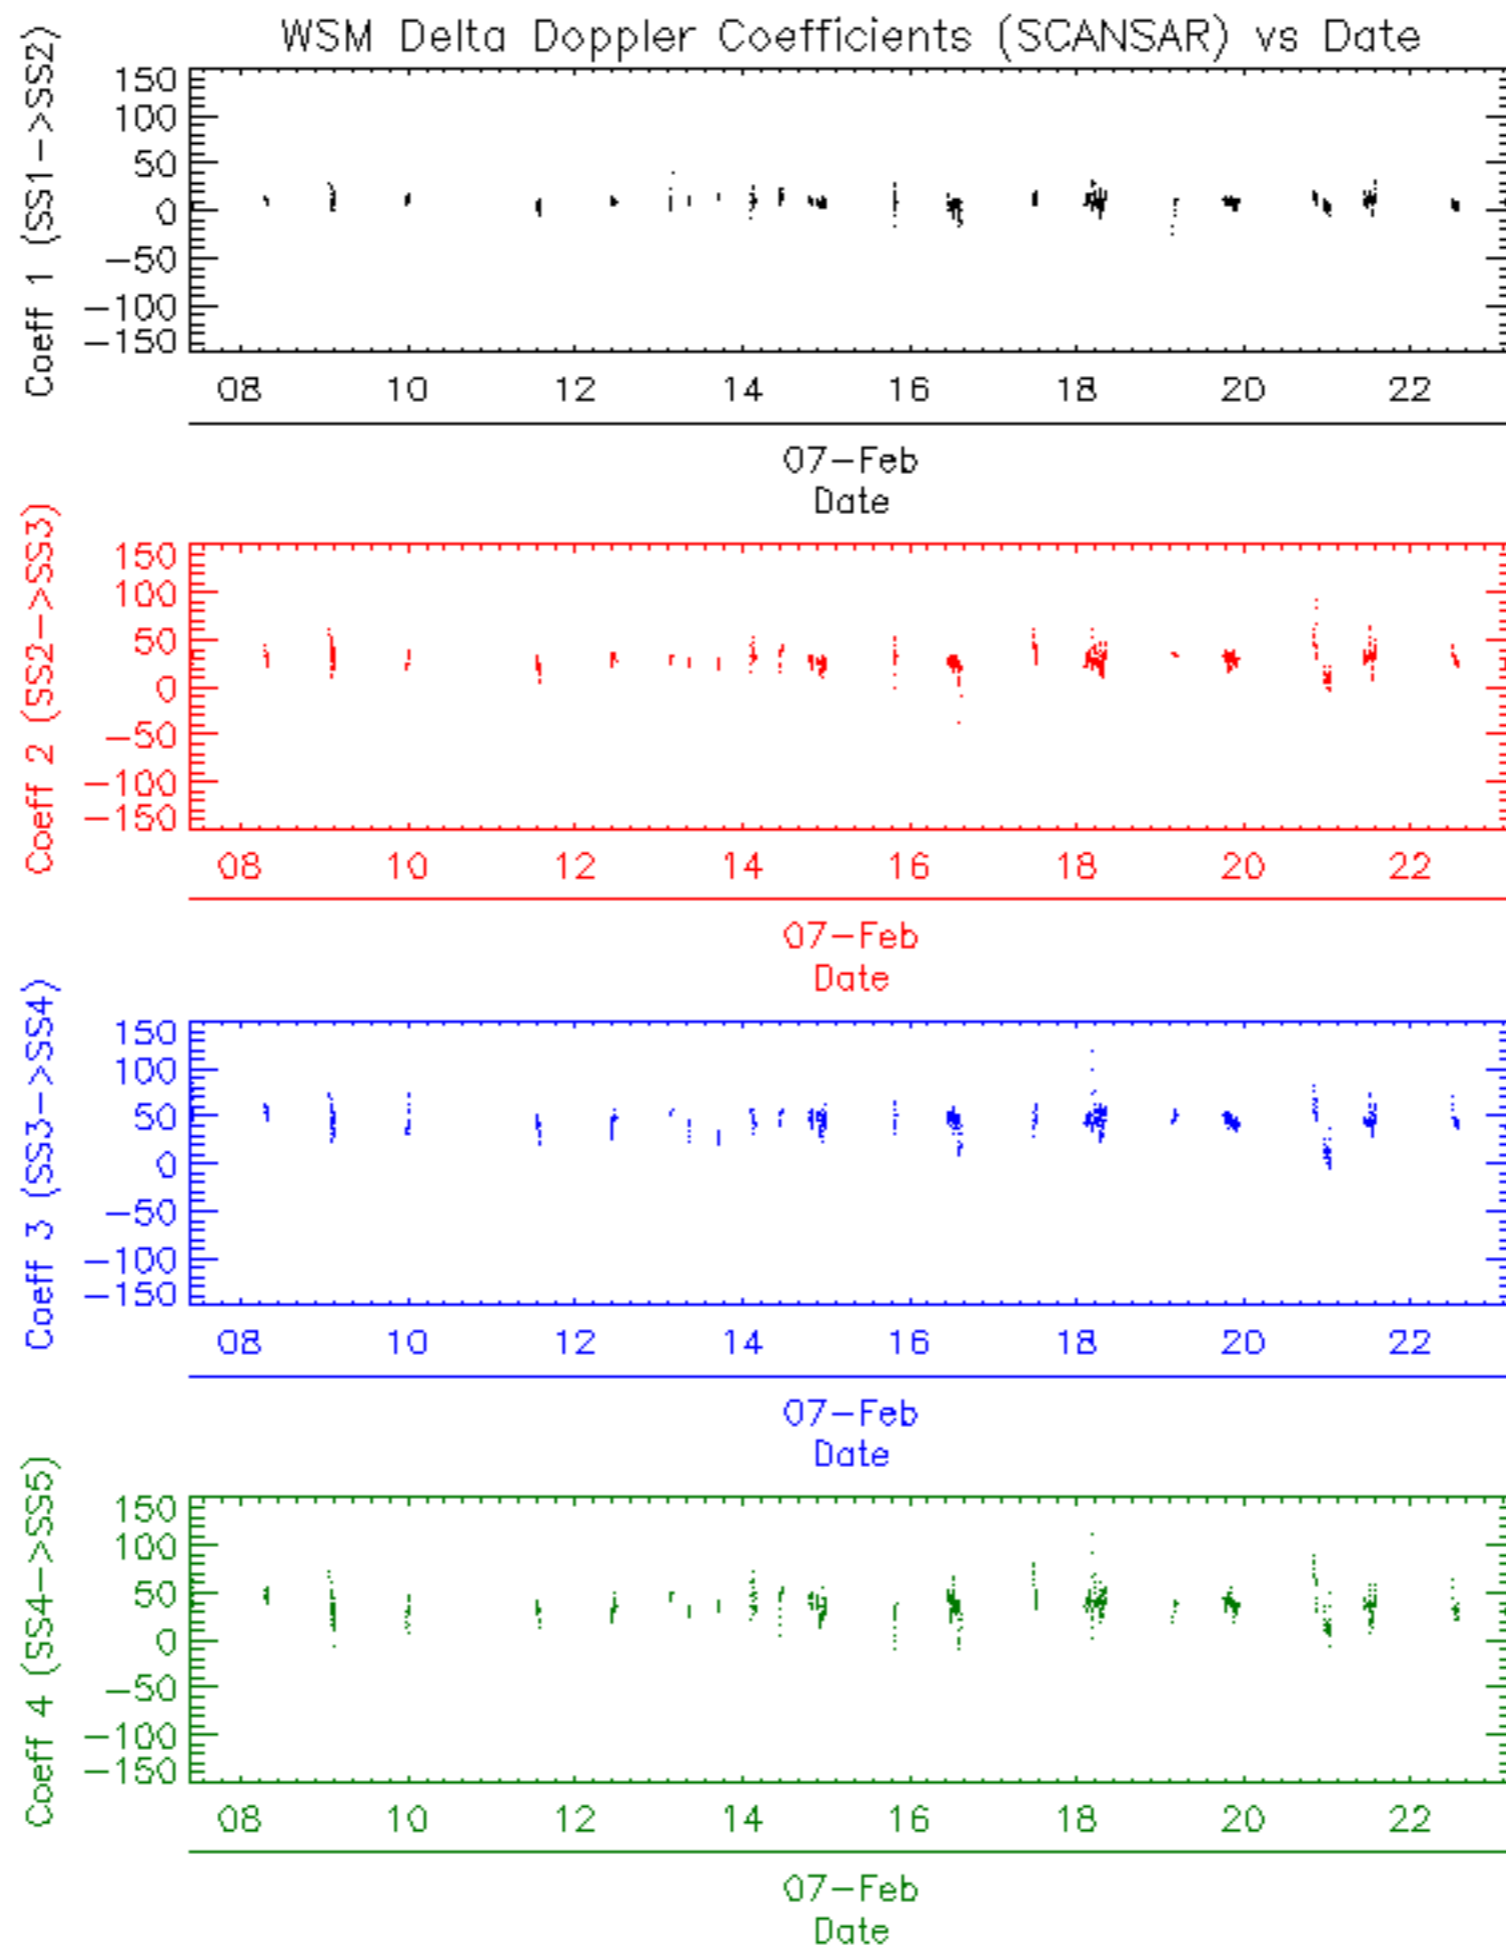 WSM Delta Doppler Coefficients (SCANSAR) vs Date
Coeff 1 (SS1->SS2)
150
100
50
0
-50
-100
-150
08 10 12 14 16 18 20 22
07-Feb
Date
Coeff 2 (SS2->SS3)
150
100
50
0
-50
-100
-150
08 10 12 14 16 18 20 22
07-Feb
Date
Coeff 3 (SS3->SS4)
150
100
50
0
-50
-100
-150
08 10 12 14 16 18 20 22
07-Feb
Date
Coeff 4 (SS4->SS5)
150
100
50
0
-50
-100
-150
08 10 12 14 16 18 20 22
07-Feb
Date